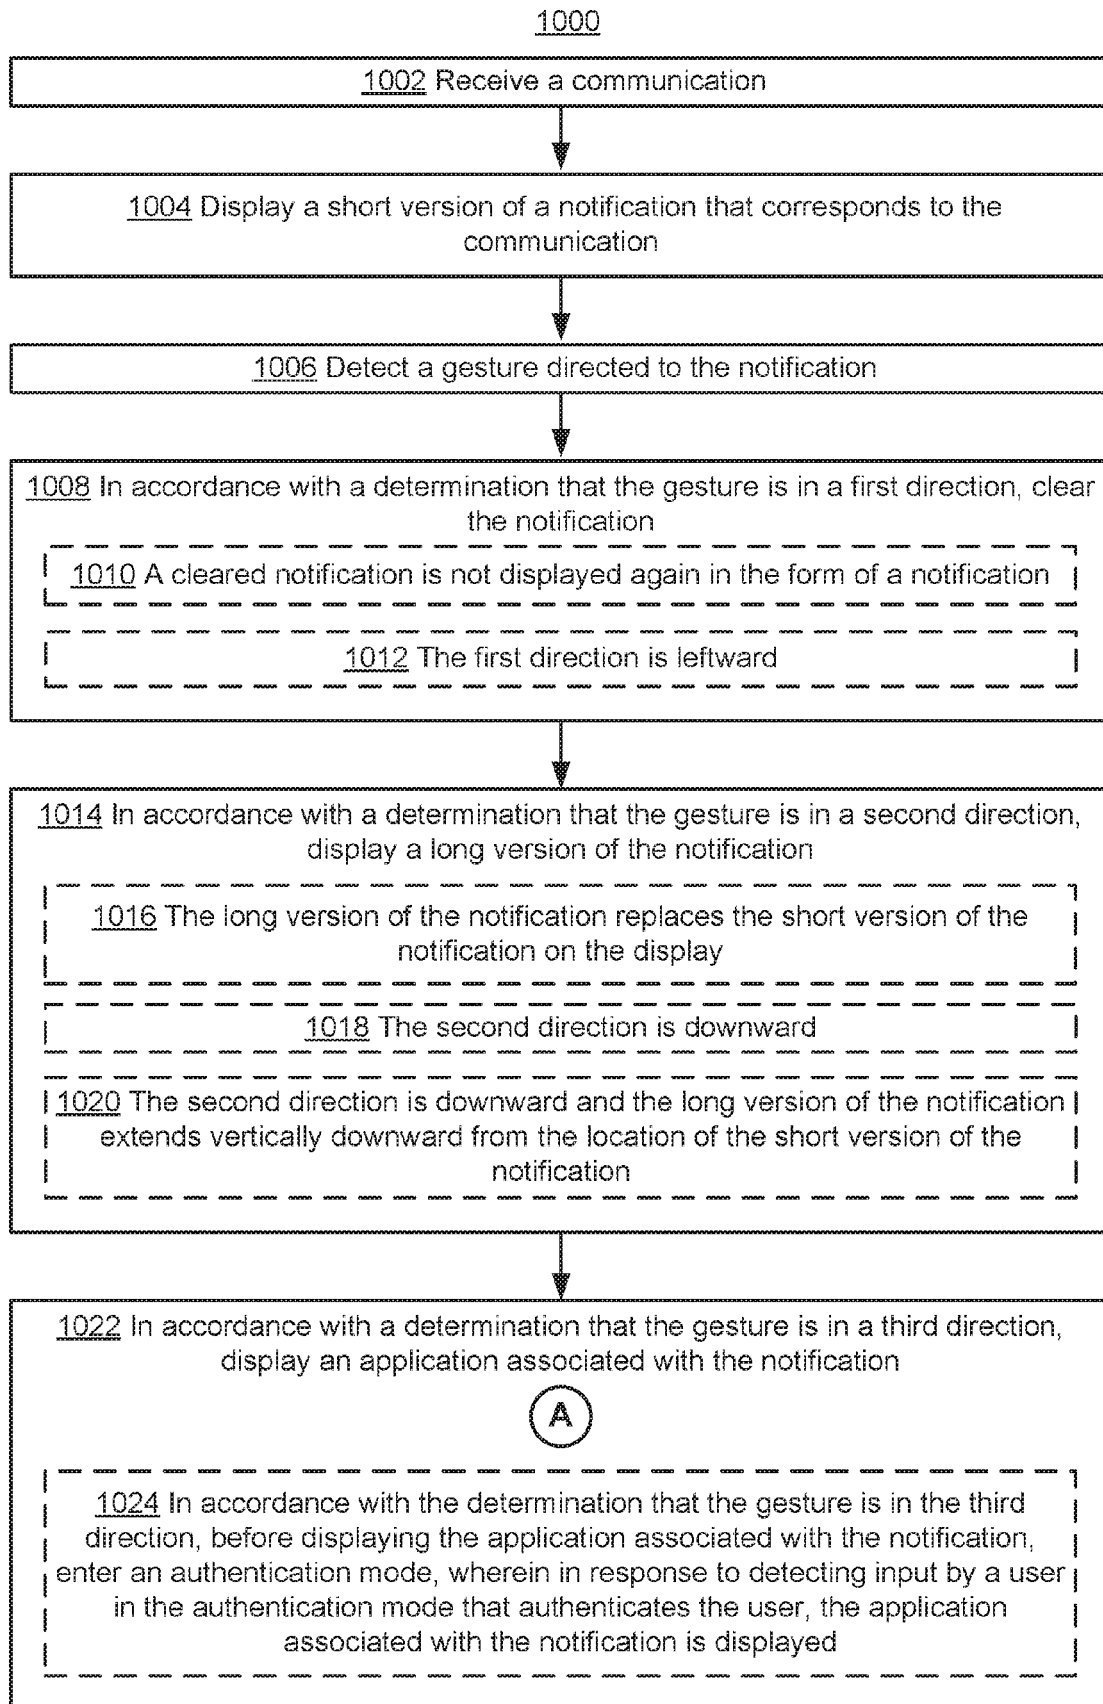 1000
1002 Receive a communication
1004 Display a short version of a notification that corresponds to the
communication
1006 Detect a gesture directed to the notification
1008 In accordance with a determination that the gesture is in a first direction, clear
the notification
1010 A cleared notification is not displayed again in the form of a notification
1012 The first direction is leftward
1014 In accordance with a determination that the gesture is in a second direction,
display a long version of the notification
1016 The long version of the notification replaces the short version of the
notification on the display
1018 The second direction is downward
1020 The second direction is downward and the long version of the notification
extends vertically downward from the location of the short version of the
notification
1022 In accordance with a determination that the gesture is in a third direction,
display an application associated with the notification
A
1024 In accordance with the determination that the gesture is in the third
direction, before displaying the application associated with the notification,
enter an authentication mode, wherein in response to detecting input by a user
in the authentication mode that authenticates the user, the application
associated with the notification is displayed